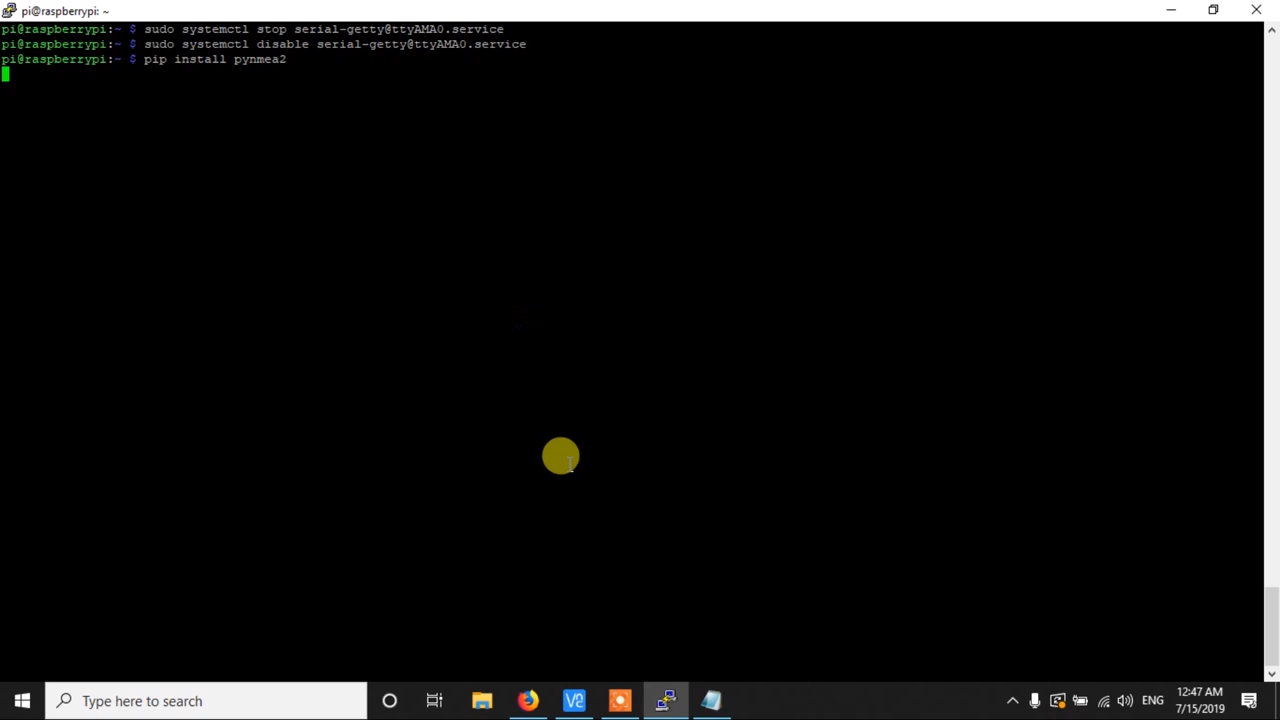 pi@raspberrypi: ~
pi@raspberrypi:~ $ sudo systemctl stop serial-getty@ttyAMA0.service
pi@raspberrypi:~ $ sudo systemctl disable serial-getty@ttyAMA0.service
pi@raspberrypi:~ $ pip install pynmea2
Type here to search
ENG
12:47 AM
7/15/2019